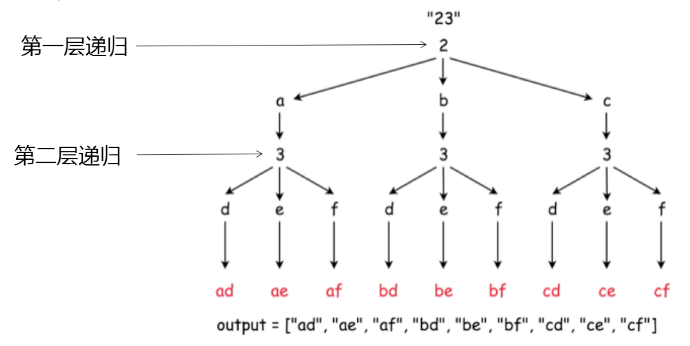 "23"
第一层递归 2
a b c
第二层递归 3 3 3
d e f d e f d e f
ad ae af bd be bf cd ce cf
output = ["ad", "ae", "af", "bd", "be", "bf", "cd", "ce", "cf"]